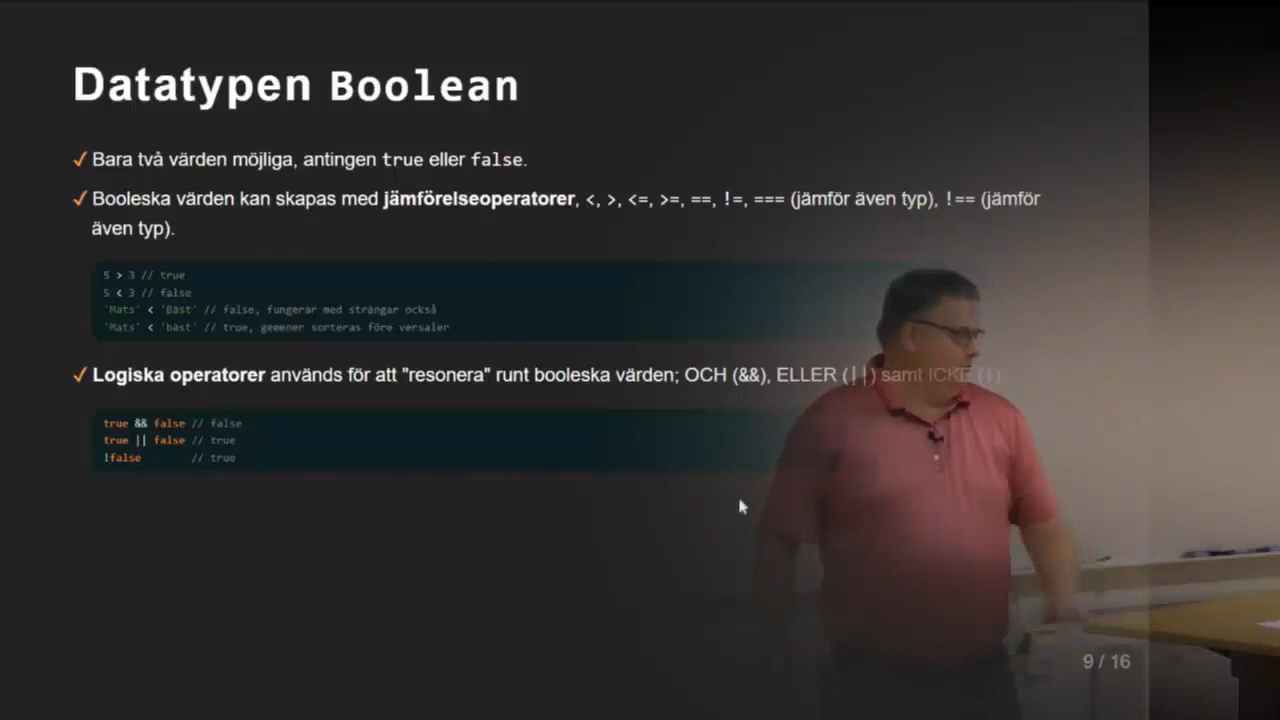 Datatypen Boolean
✓ Bara två värden möjliga, antingen true eller false.
✓ Booleska värden kan skapas med jämförelseoperatorer, <, >, <=, >=, ==, !=, === (jämför även typ), !== (jämför
även typ).
5 > 3 // true
5 < 3 // false
'Mats' < 'Bäst' // false, fungerar med strängar också
'Mats' < 'bäst' // true, gemener sorteras före versaler
✓ Logiska operatorer används för att "resonera" runt booleska värden; OCH (&&), ELLER (||) samt ICKE (!).
true && false // false
true || false // true
!false // true
9 / 16